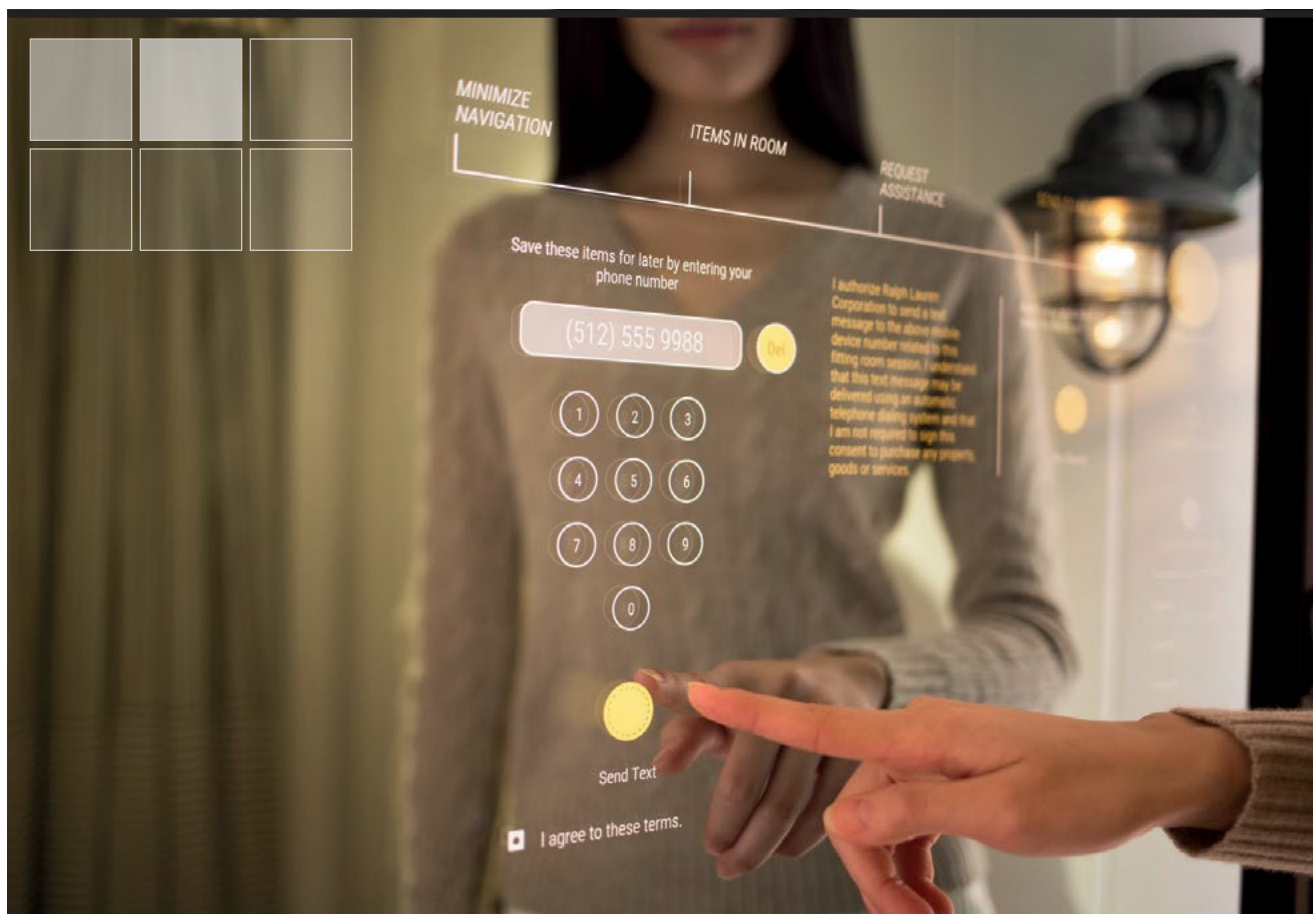 MINIMIZE
NAVIGATION
ITEMS IN ROOM
REQUEST
ASSISTANCE
Save these items for later by entering your
phone number
(512) 555 9988
Del
1
2
3
4
5
6
7
8
9
0
Send Text
I agree to these terms.
I authorize Ralph Lauren
Corporation to send a text
message to the above mobile
device number related to this
fitting room session. I understand
that this text message may be
delivered using an automatic
telephone dialing system and that
I am not required to sign this
consent to purchase any property,
goods or services.